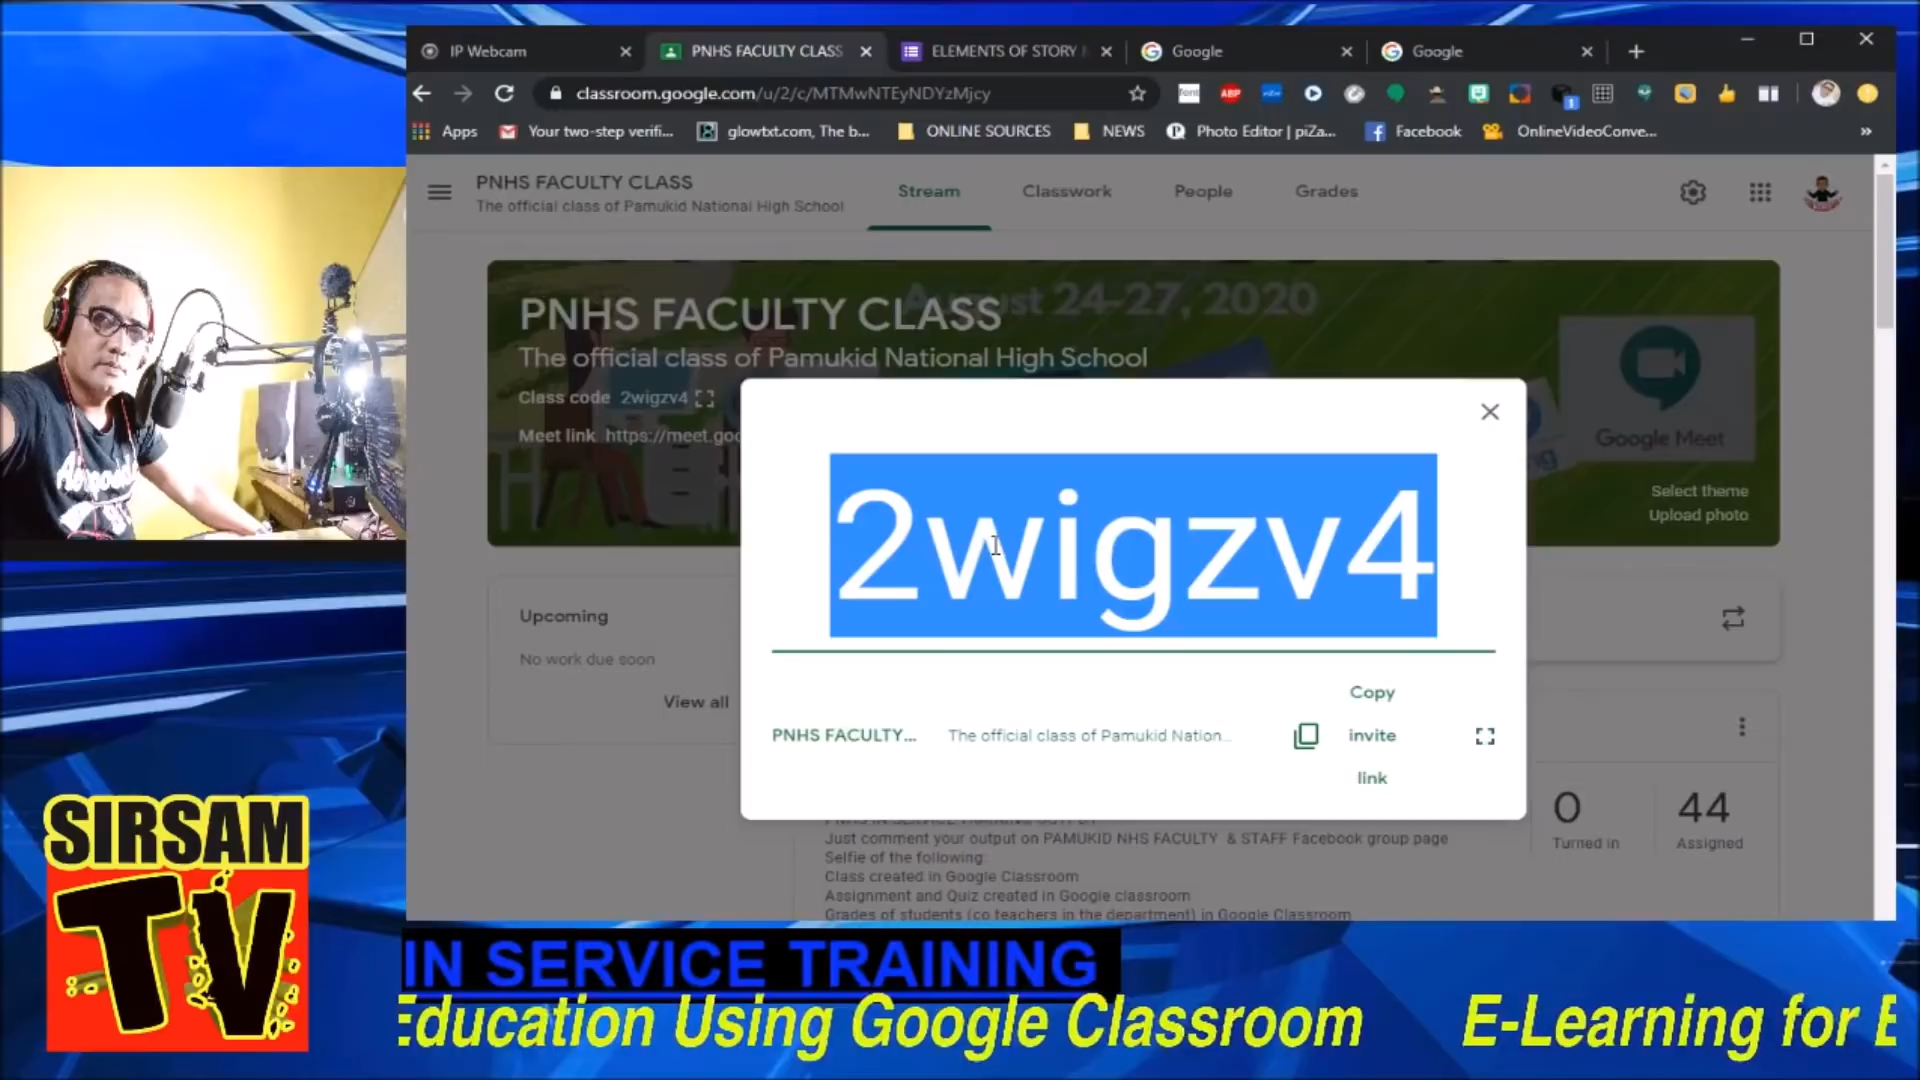 IP Webcam
PNHS FACULTY CLASS
ELEMENTS OF STORY
Google
Google
classroom.google.com/u/2/c/MTMwNTEyNDYzMjcy
Apps
Your two-step verifi...
glowtxt.com, The b...
ONLINE SOURCES
NEWS
Photo Editor | piZa...
Facebook
OnlineVideoConve...
»
PNHS FACULTY CLASS
The official class of Pamukid National High School
Stream
Classwork
People
Grades
August 24-27, 2020
PNHS FACULTY CLASS
The official class of Pamukid National High School
Class code 2wigzv4
Meet link https://meet.goo
Google Meet
Select theme
Upload photo
2wigzv4
Upcoming
No work due soon
View all
PNHS FACULTY...
The official class of Pamukid Nation...
Copy
invite
link
0
Turned in
44
Assigned
Just comment your output on PAMUKID NHS FACULTY & STAFF Facebook group page
Selfie of the following:
Class created in Google Classroom
Assignment and Quiz created in Google classroom
Grades of students (co teachers in the department) in Google Classroom
SIRSAM
TV
IN SERVICE TRAINING
Education Using Google Classroom
E-Learning for E